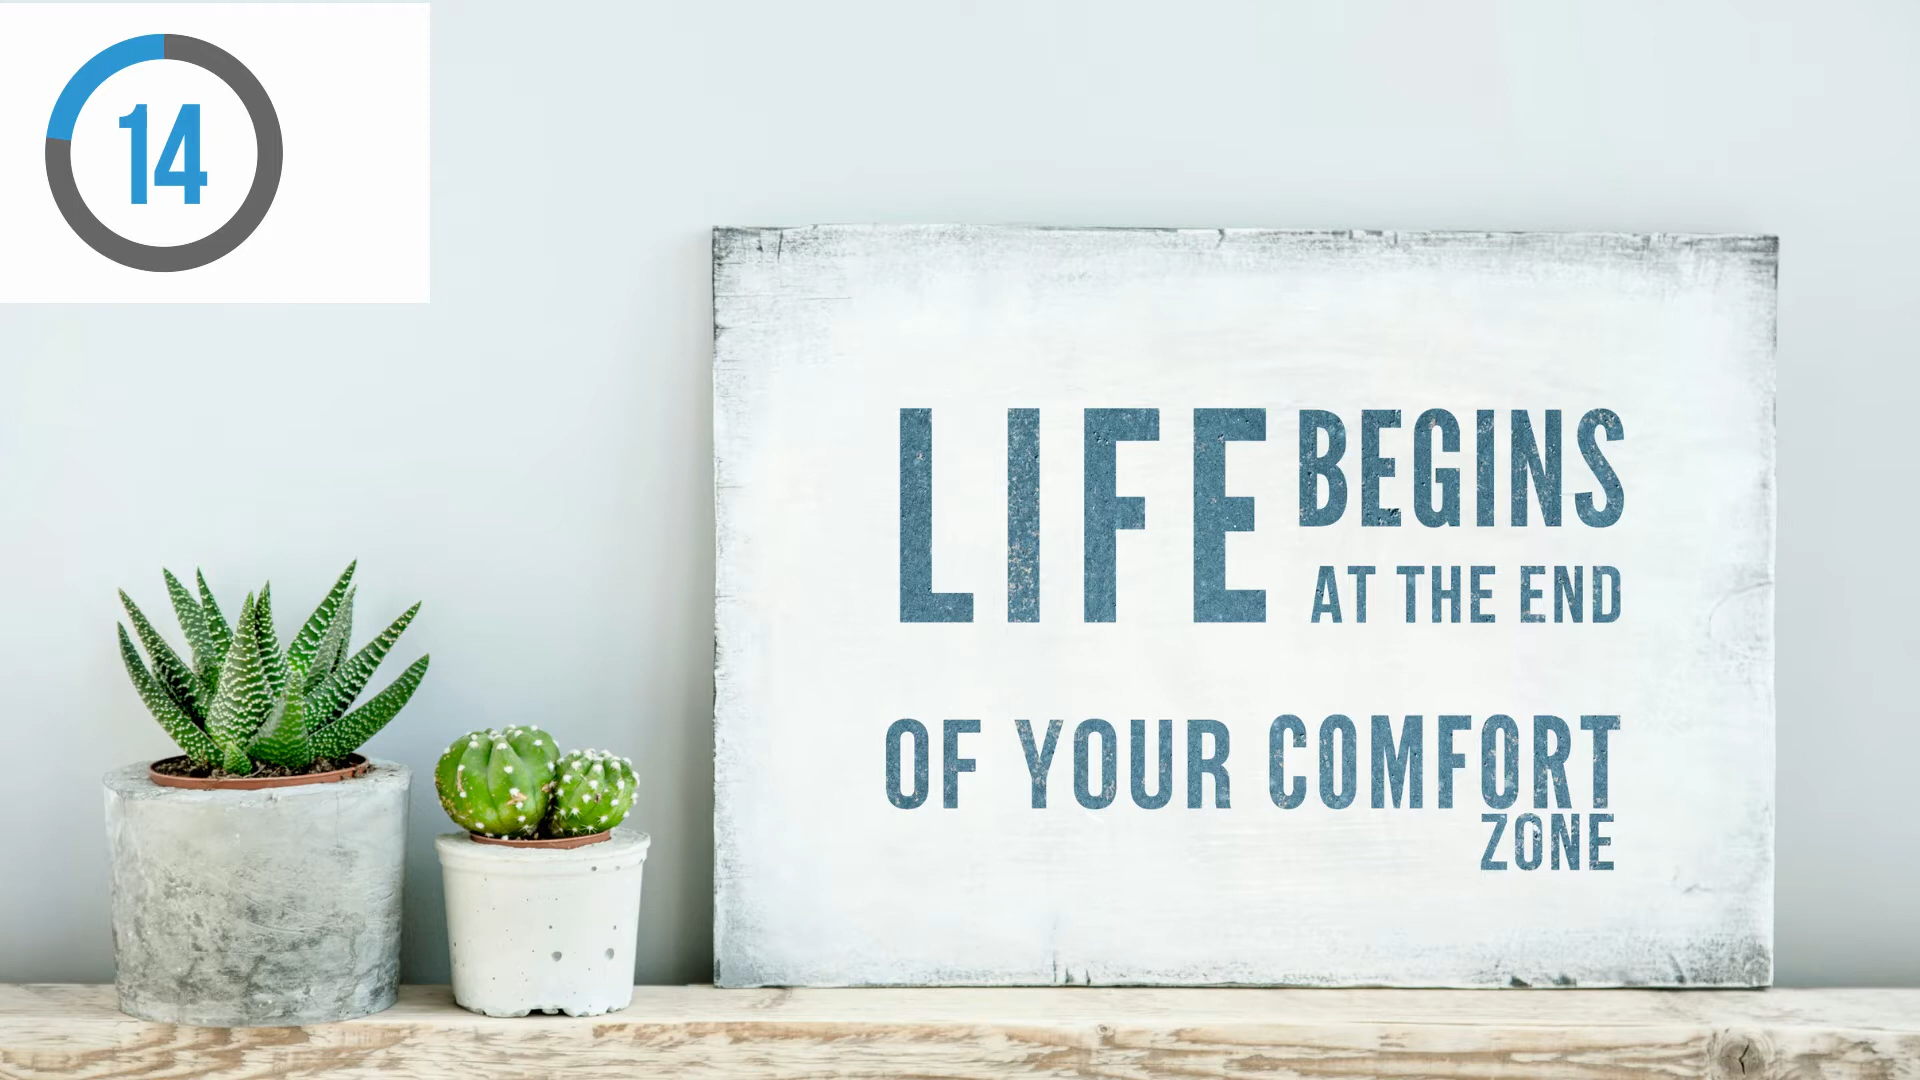 14
LIFE BEGINS
AT THE END
OF YOUR COMFORT
ZONE